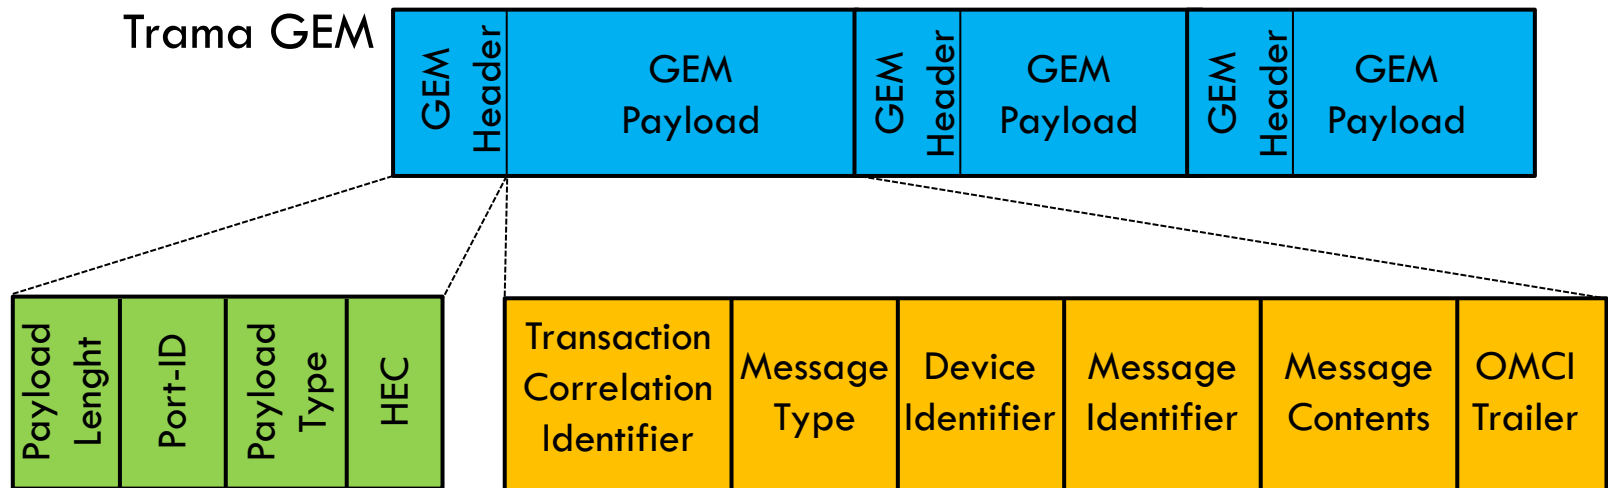 Trama GEM
GEM
Header
GEM
Payload
GEM
Header
GEM
Payload
GEM
Header
GEM
Payload
Payload
Lenght
Port-ID
Payload
Type
HEC
Transaction
Correlation
Identifier
Message
Type
Device
Identifier
Message
Identifier
Message
Contents
OMCI
Trailer